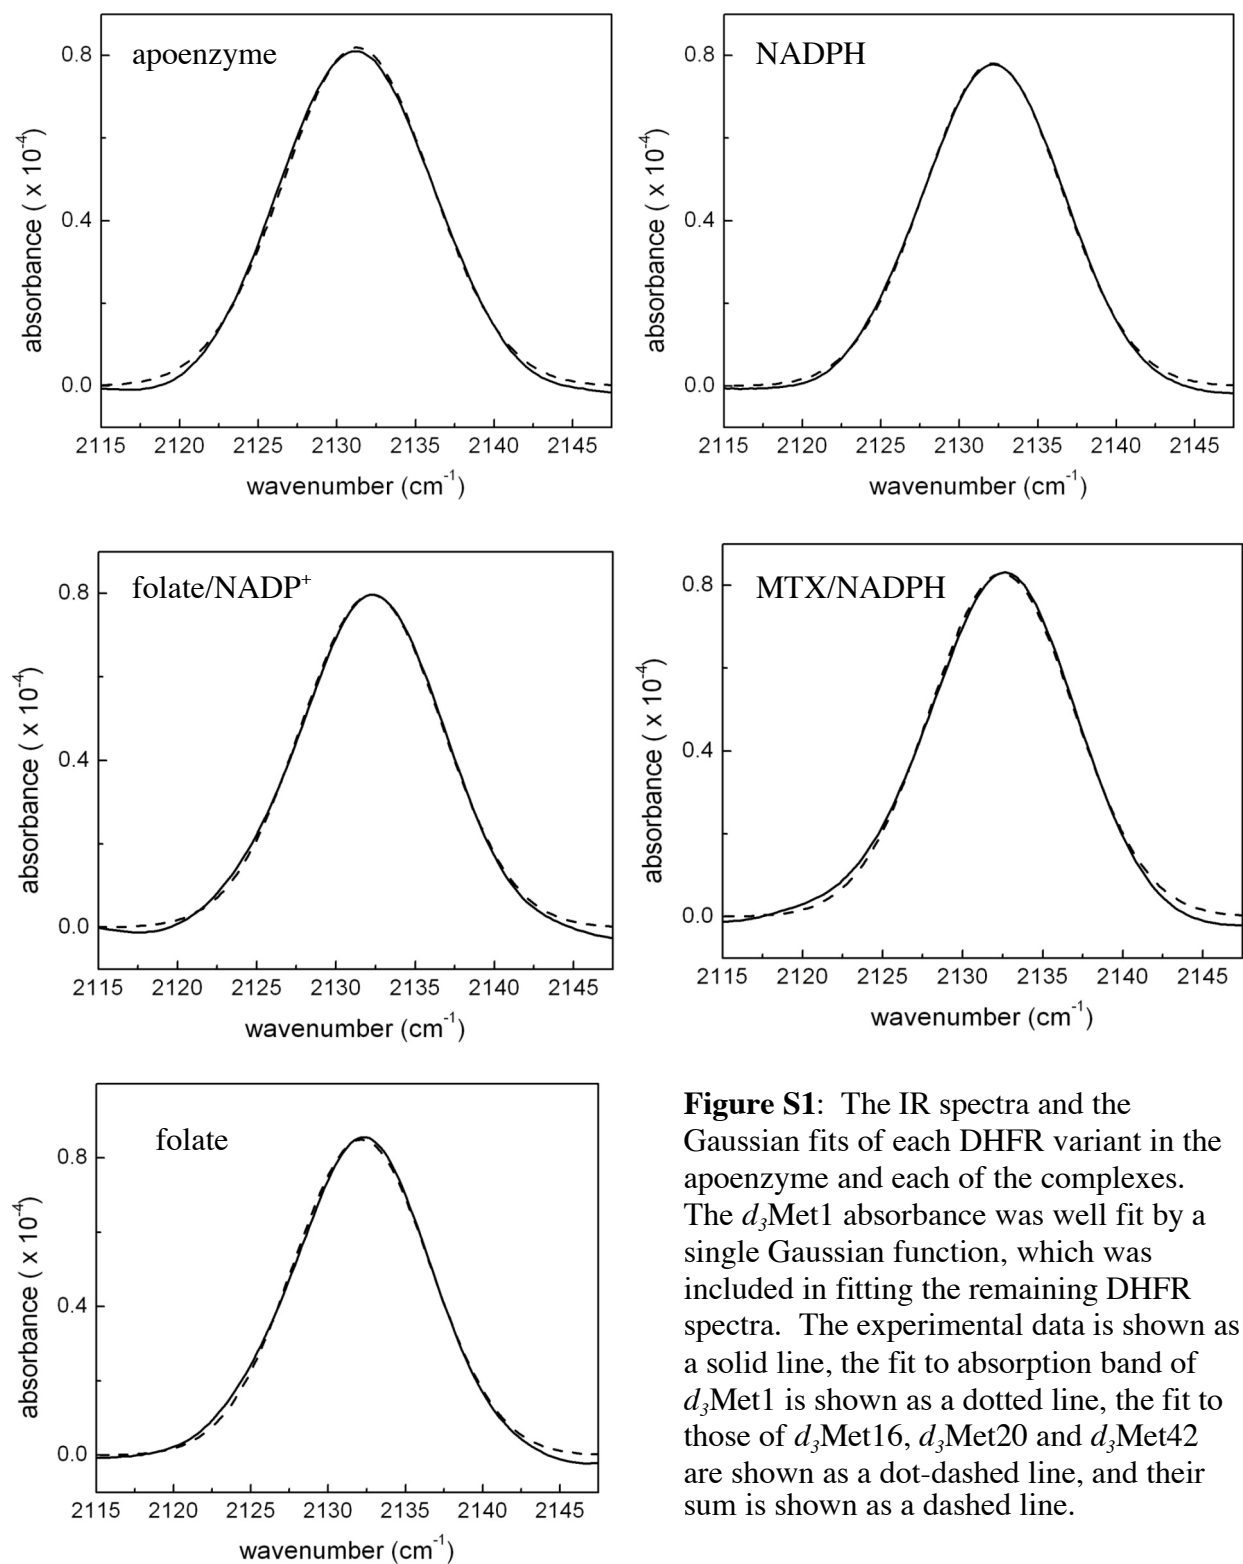 apoenzyme
absorbance ( x 10⁻⁴)
0.8
0.4
0.0
2115 2120 2125 2130 2135 2140 2145
wavenumber (cm⁻¹)
NADPH
absorbance ( x 10⁻⁴)
0.8
0.4
0.0
2115 2120 2125 2130 2135 2140 2145
wavenumber (cm⁻¹)
folate/NADP⁺
absorbance ( x 10⁻⁴)
0.8
0.4
0.0
2115 2120 2125 2130 2135 2140 2145
wavenumber (cm⁻¹)
MTX/NADPH
absorbance ( x 10⁻⁴)
0.8
0.4
0.0
2115 2120 2125 2130 2135 2140 2145
wavenumber (cm⁻¹)
folate
absorbance ( x 10⁻⁴)
0.8
0.4
0.0
2115 2120 2125 2130 2135 2140 2145
wavenumber (cm⁻¹)
Figure S1: The IR spectra and the
Gaussian fits of each DHFR variant in the
apoenzyme and each of the complexes.
The d₃Met1 absorbance was well fit by a
single Gaussian function, which was
included in fitting the remaining DHFR
spectra. The experimental data is shown as
a solid line, the fit to absorption band of
d₃Met1 is shown as a dotted line, the fit to
those of d₃Met16, d₃Met20 and d₃Met42
are shown as a dot-dashed line, and their
sum is shown as a dashed line.